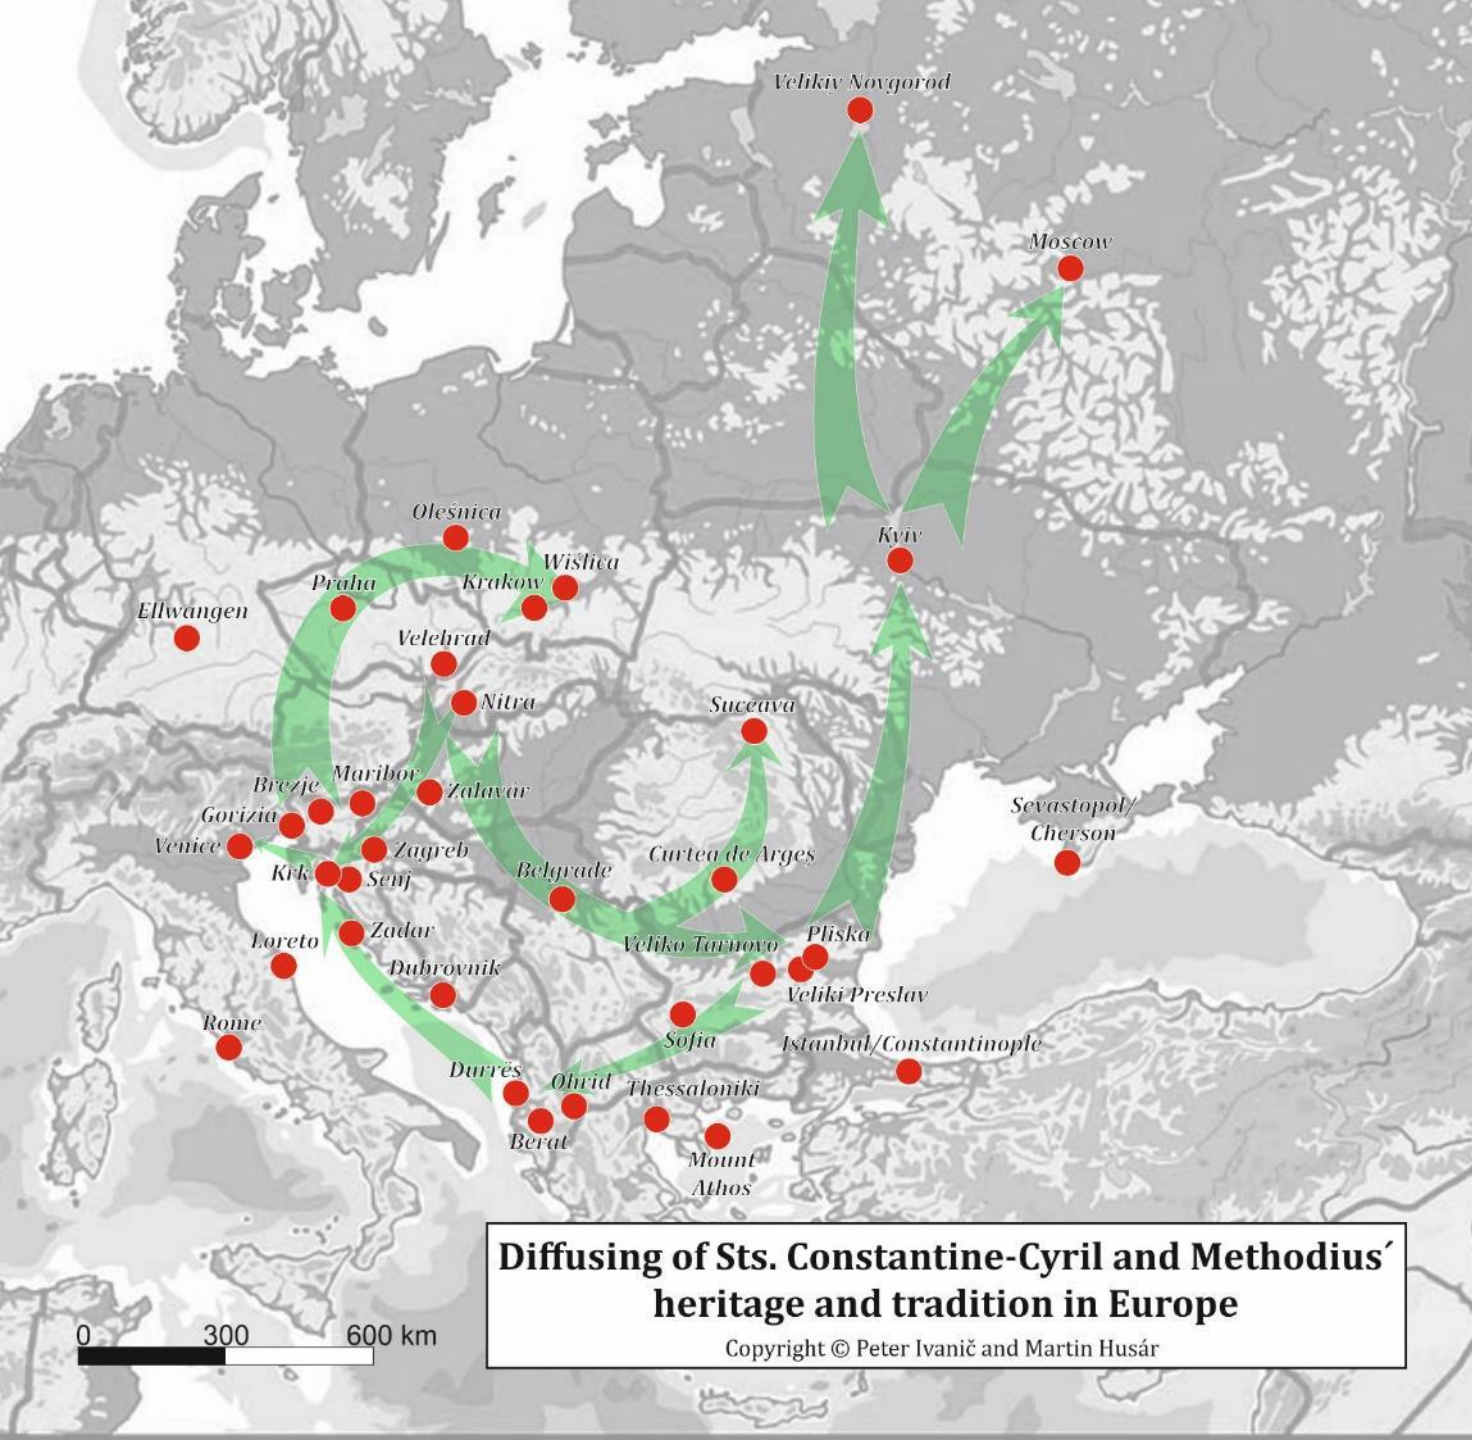 Velikiy Novgorod
Moscow
Oleśnica
Kyiv
Wiślica
Praha
Krakow
Ellwangen
Velehrad
Nitra
Suceava
Brezje
Maribor
Zalavár
Gorizia
Sevastopol/
Cherson
Venice
Zagreb
Curtea de Argeş
Krk
Senj
Belgrade
Zadar
Loreto
Veliko Tarnovo
Pliska
Dubrovnik
Veliki Preslav
Rome
Sofia
Istanbul/Constantinople
Durrës
Ohrid
Thessaloniki
Berat
Mount
Athos
Diffusing of Sts. Constantine-Cyril and Methodius´
heritage and tradition in Europe
Copyright © Peter Ivanič and Martin Husár
0 300 600 km